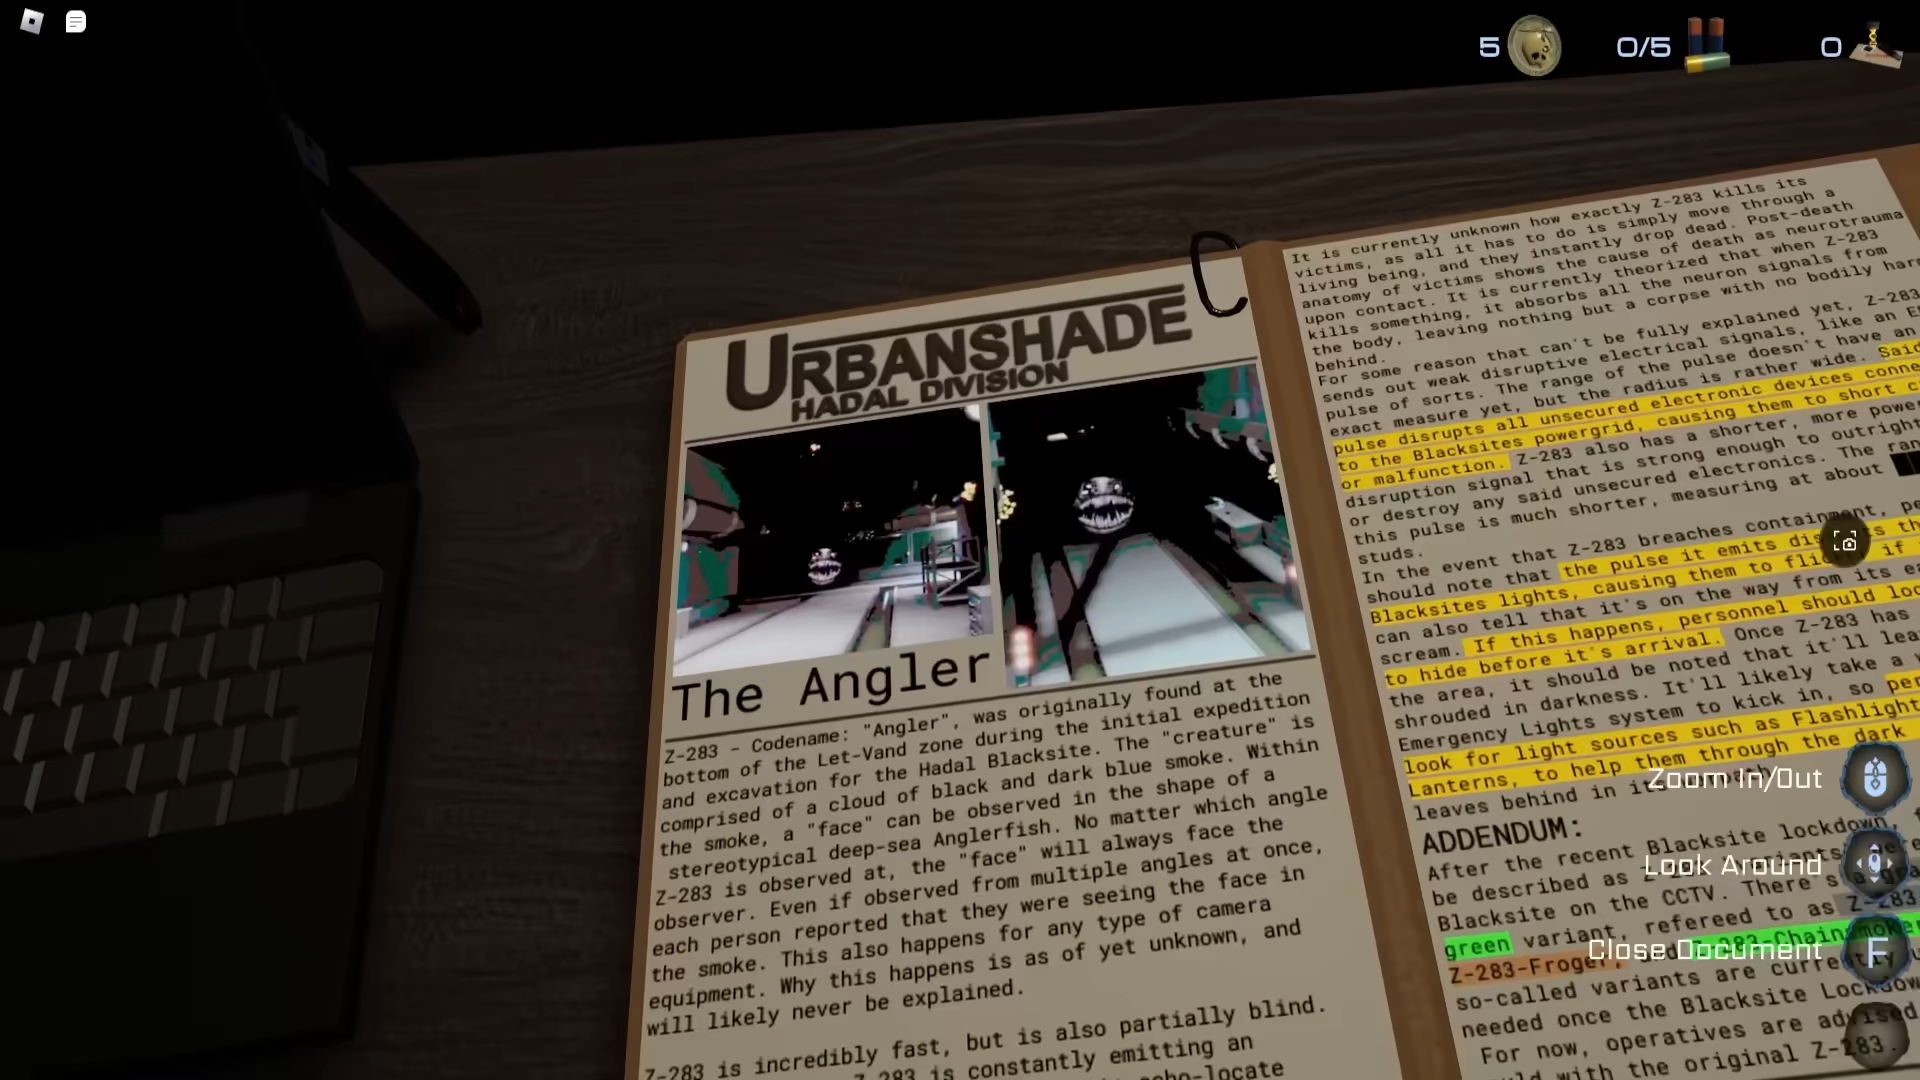 5
0/5
0
URBANSHADE
HADAL DIVISION
The Angler
Z-283 - Codename: "Angler", was originally found at the
bottom of the Let-Vand zone during the initial expedition
and excavation for the Hadal Blacksite. The "creature" is
comprised of a cloud of black and dark blue smoke. Within
the smoke, a "face" can be observed in the shape of a
stereotypical deep-sea Anglerfish. No matter which angle
Z-283 is observed at, the "face" will always face the
observer. Even if observed from multiple angles at once,
each person reported that they were seeing the face in
the smoke. This also happens for any type of camera
equipment. Why this happens is as of yet unknown, and
will likely never be explained.
Z-283 is incredibly fast, but is also partially blind.
Z-283 is constantly emitting an
echo-locate
It is currently unknown how exactly Z-283 kills its
victims, as all it has to do is simply move through a
living being, and they instantly drop dead. Post-death
anatomy of victims shows the cause of death as neurotrauma
upon contact. It is currently theorized that when Z-283
kills something, it absorbs all the neuron signals from
the body, leaving nothing but a corpse with no bodily
behind.
For some reason that can't be fully explained yet, Z-283
sends out weak disruptive electrical signals, like an
pulse of sorts. The range of the pulse doesn't have an
exact measure yet, but the radius is rather wide. Said
pulse disrupts all unsecured electronic devices
to the Blacksites powergrid, causing them to short
or malfunction. Z-283 also has a shorter, more
disruption signal that is strong enough to outright
or destroy any said unsecured electronics. The
this pulse is much shorter, measuring at about
studs.
In the event that Z-283 breaches containment,
should note that the pulse it emits
Blacksites lights, causing them to if
can also tell that it's on the way from its
scream. If this happens, personnel should
to hide before it's arrival. Once Z-283 has
the area, it should be noted that it'll
shrouded in darkness. It'll likely take a
Emergency Lights system to kick in, so
look for light sources such as
Lanterns, to help them through the dark
leaves behind in
ADDENDUM:
After the recent Blacksite lockdown,
be described as
Blacksite on the CCTV.
green variant, refereed to as Z-283
Z-283-Froger,
so-called variants are
needed once the Blacksite
For now, operatives are advised
with the original Z-283.
Zoom In/Out
Look Around
Close Document F